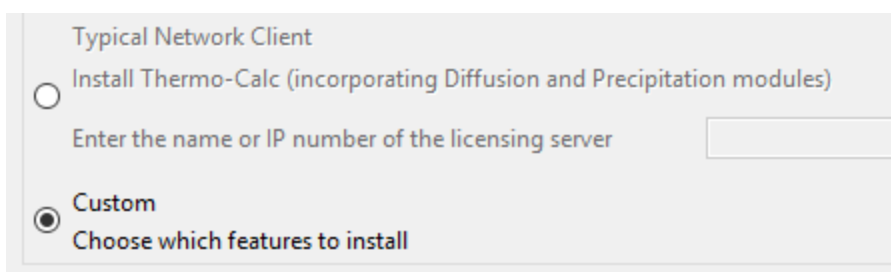 Typical Network Client
Install Thermo-Calc (incorporating Diffusion and Precipitation modules)
Enter the name or IP number of the licensing server
Custom
Choose which features to install